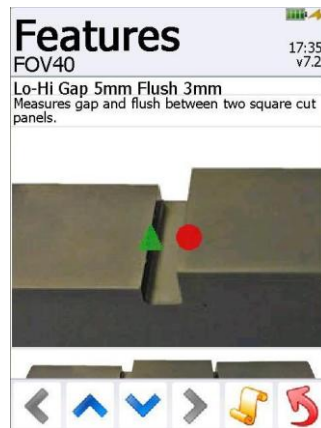 Features
17:35
FOV40
v7.2
Lo-Hi Gap 5mm Flush 3mm
Measures gap and flush between two square cut
panels.